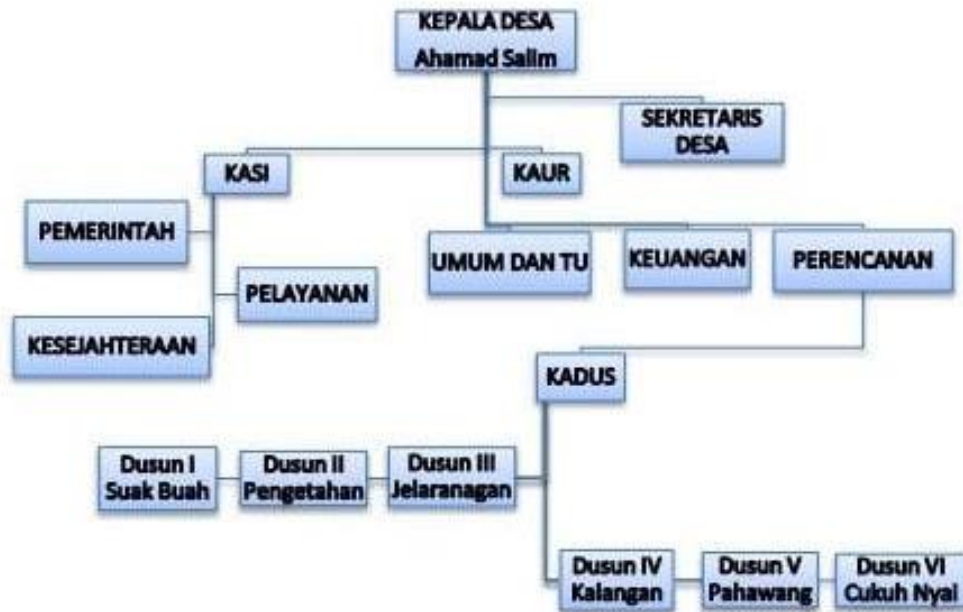 KEPALA DESA
Ahamad Salim
SEKRETARIS
DESA
KASI
KAUR
PEMERINTAH
UMUM DAN TU
KEUANGAN
PERENCANAN
PELAYANAN
KESEJAHTERAAN
KADUS
Dusun I
Suak Buah
Dusun II
Pengetahan
Dusun III
Jelaranagan
Dusun IV
Kalangan
Dusun V
Pahawang
Dusun VI
Cukuh Nyai